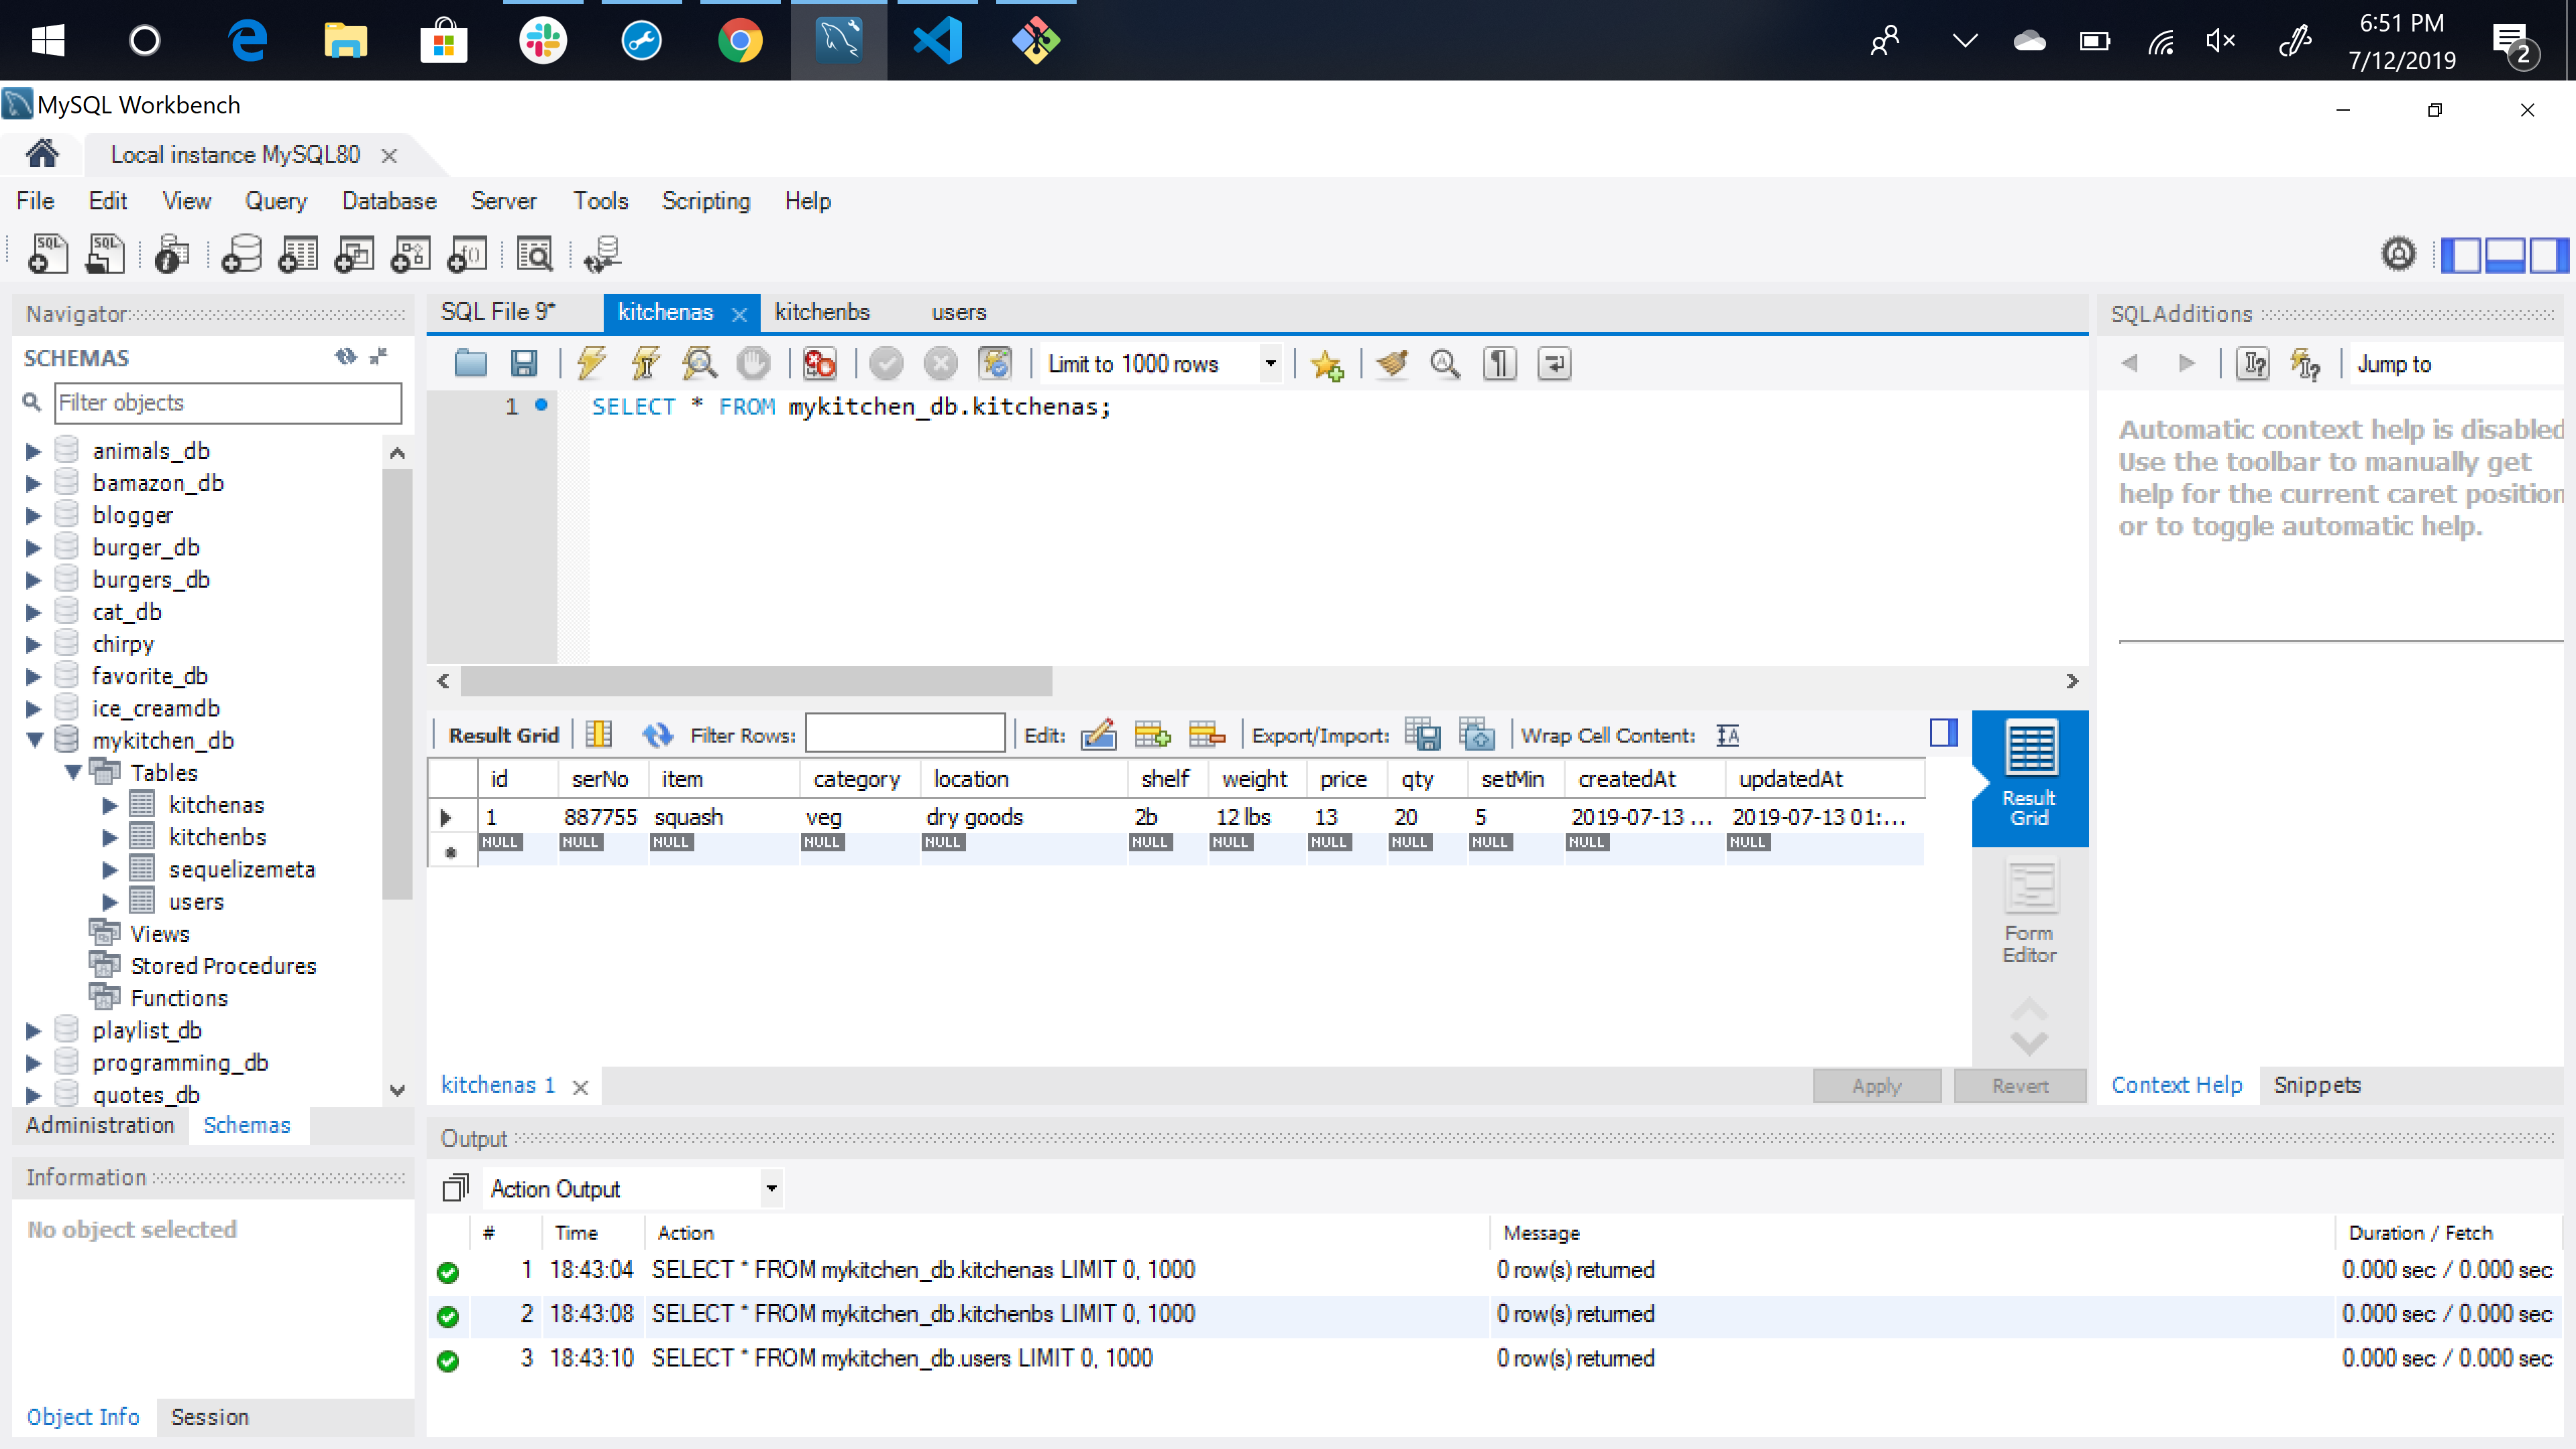 6:51 PM
7/12/2019
2
MySQL Workbench
Local instance MySQL80
File Edit View Query Database Server Tools Scripting Help
Navigator
SCHEMAS
Filter objects
animals_db
bamazon_db
blogger
burger_db
burgers_db
cat_db
chirpy
favorite_db
ice_creamdb
mykitchen_db
Tables
kitchenas
kitchenbs
sequelizemeta
users
Views
Stored Procedures
Functions
playlist_db
programming_db
quotes_db
Administration Schemas
Information
No object selected
Object Info Session
SQL File 9* kitchenas kitchenbs users
Limit to 1000 rows
1 SELECT * FROM mykitchen_db.kitchenas;
Result Grid Filter Rows: Edit: Export/Import: Wrap Cell Content:
id serNo item category location shelf weight price qty setMin createdAt updatedAt
1 887755 squash veg dry goods 2b 12 lbs 13 20 5 2019-07-13 ... 2019-07-13 01:...
NULL NULL NULL NULL NULL NULL NULL NULL NULL NULL NULL NULL
Result
Grid
Form
Editor
kitchenas 1
Apply Revert
SQLAdditions
Jump to
Automatic context help is disabled
Use the toolbar to manually get
help for the current caret position
or to toggle automatic help.
Context Help Snippets
Output
Action Output
# Time Action Message Duration / Fetch
1 18:43:04 SELECT * FROM mykitchen_db.kitchenas LIMIT 0, 1000 0 row(s) returned 0.000 sec / 0.000 sec
2 18:43:08 SELECT * FROM mykitchen_db.kitchenbs LIMIT 0, 1000 0 row(s) returned 0.000 sec / 0.000 sec
3 18:43:10 SELECT * FROM mykitchen_db.users LIMIT 0, 1000 0 row(s) returned 0.000 sec / 0.000 sec